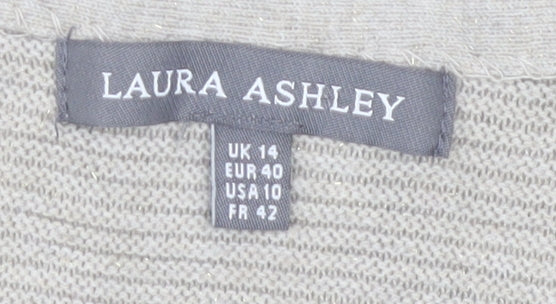 LAURA ASHLEY
UK 14
EUR 40
USA 10
FR 42